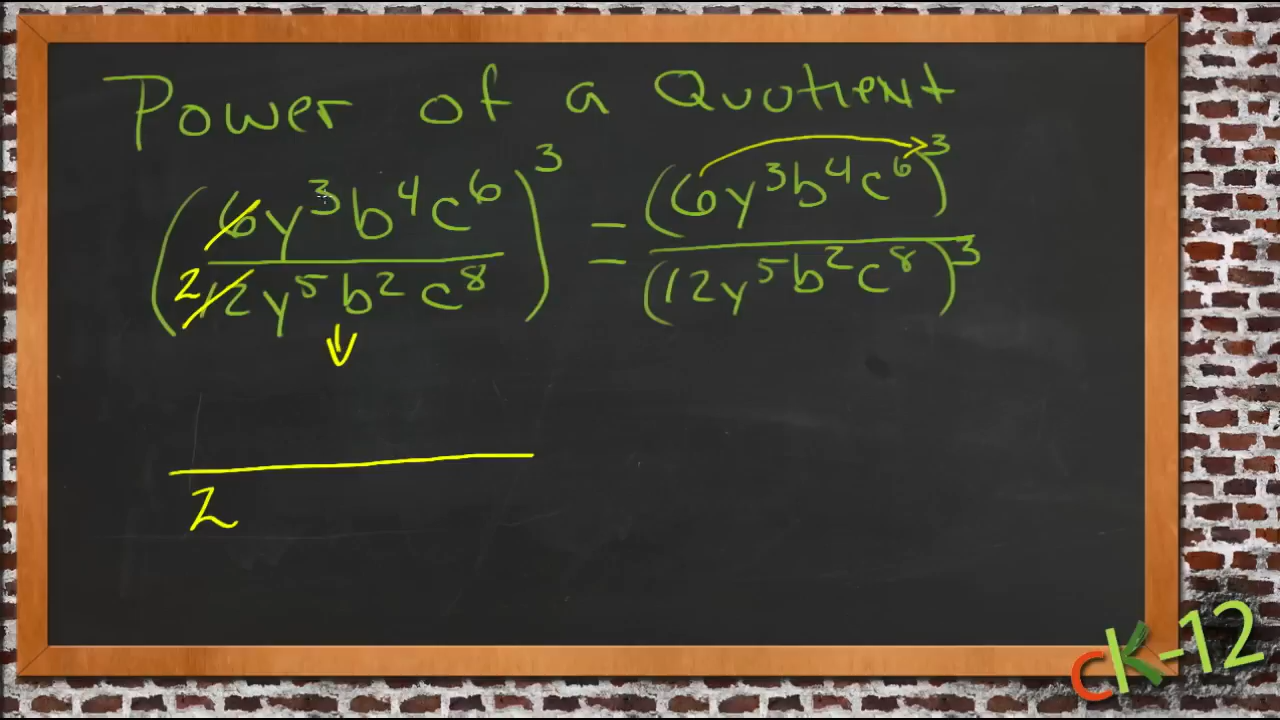 Power of a Quotient
(6y³b⁴c⁶)³ = (6y³b⁴c⁶)³
2 12y⁵b²c⁸ (12y⁵b²c⁸)³
2
CK-12